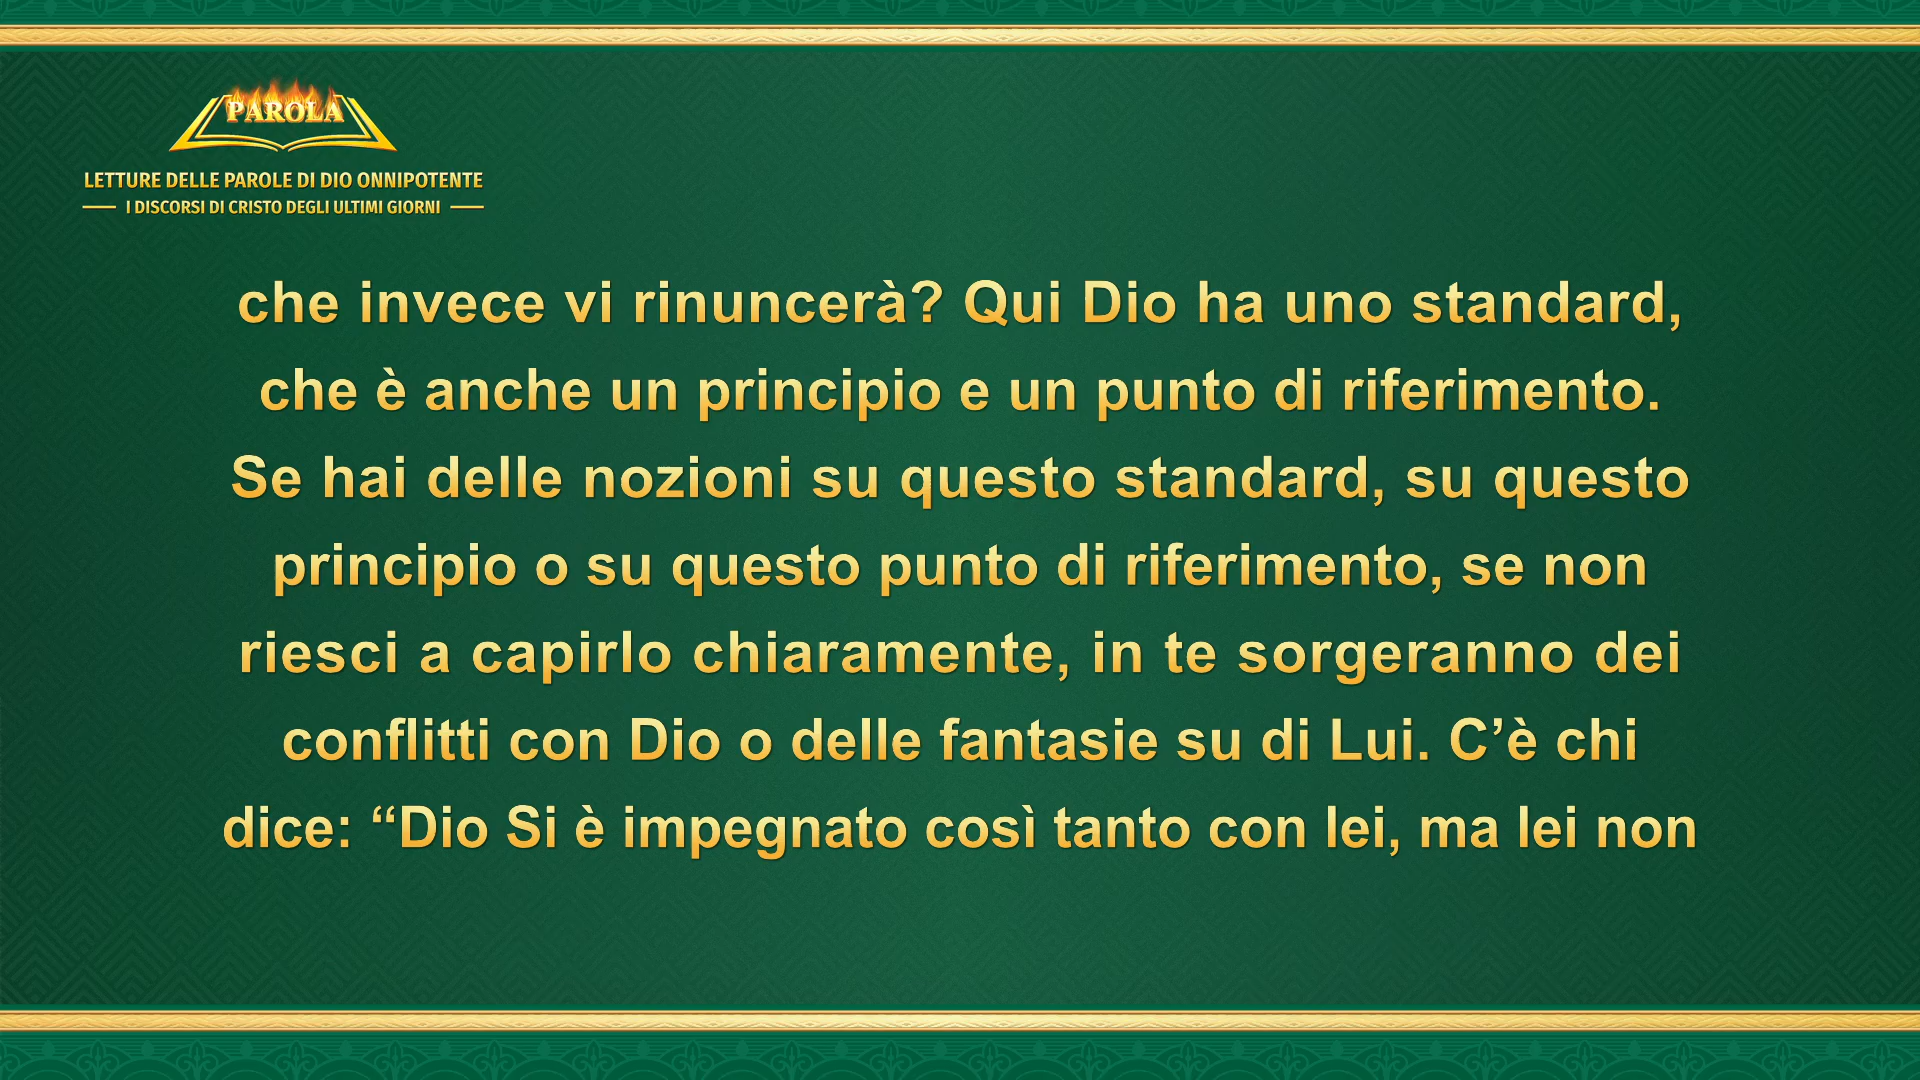 PAROLA
LETTURE DELLE PAROLE DI DIO ONNIPOTENTE
I DISCORSI DI CRISTO DEGLI ULTIMI GIORNI
che invece vi rinuncerà? Qui Dio ha uno standard,
che è anche un principio e un punto di riferimento.
Se hai delle nozioni su questo standard, su questo
principio o su questo punto di riferimento, se non
riesci a capirlo chiaramente, in te sorgeranno dei
conflitti con Dio o delle fantasie su di Lui. C’è chi
dice: “Dio Si è impegnato così tanto con lei, ma lei non